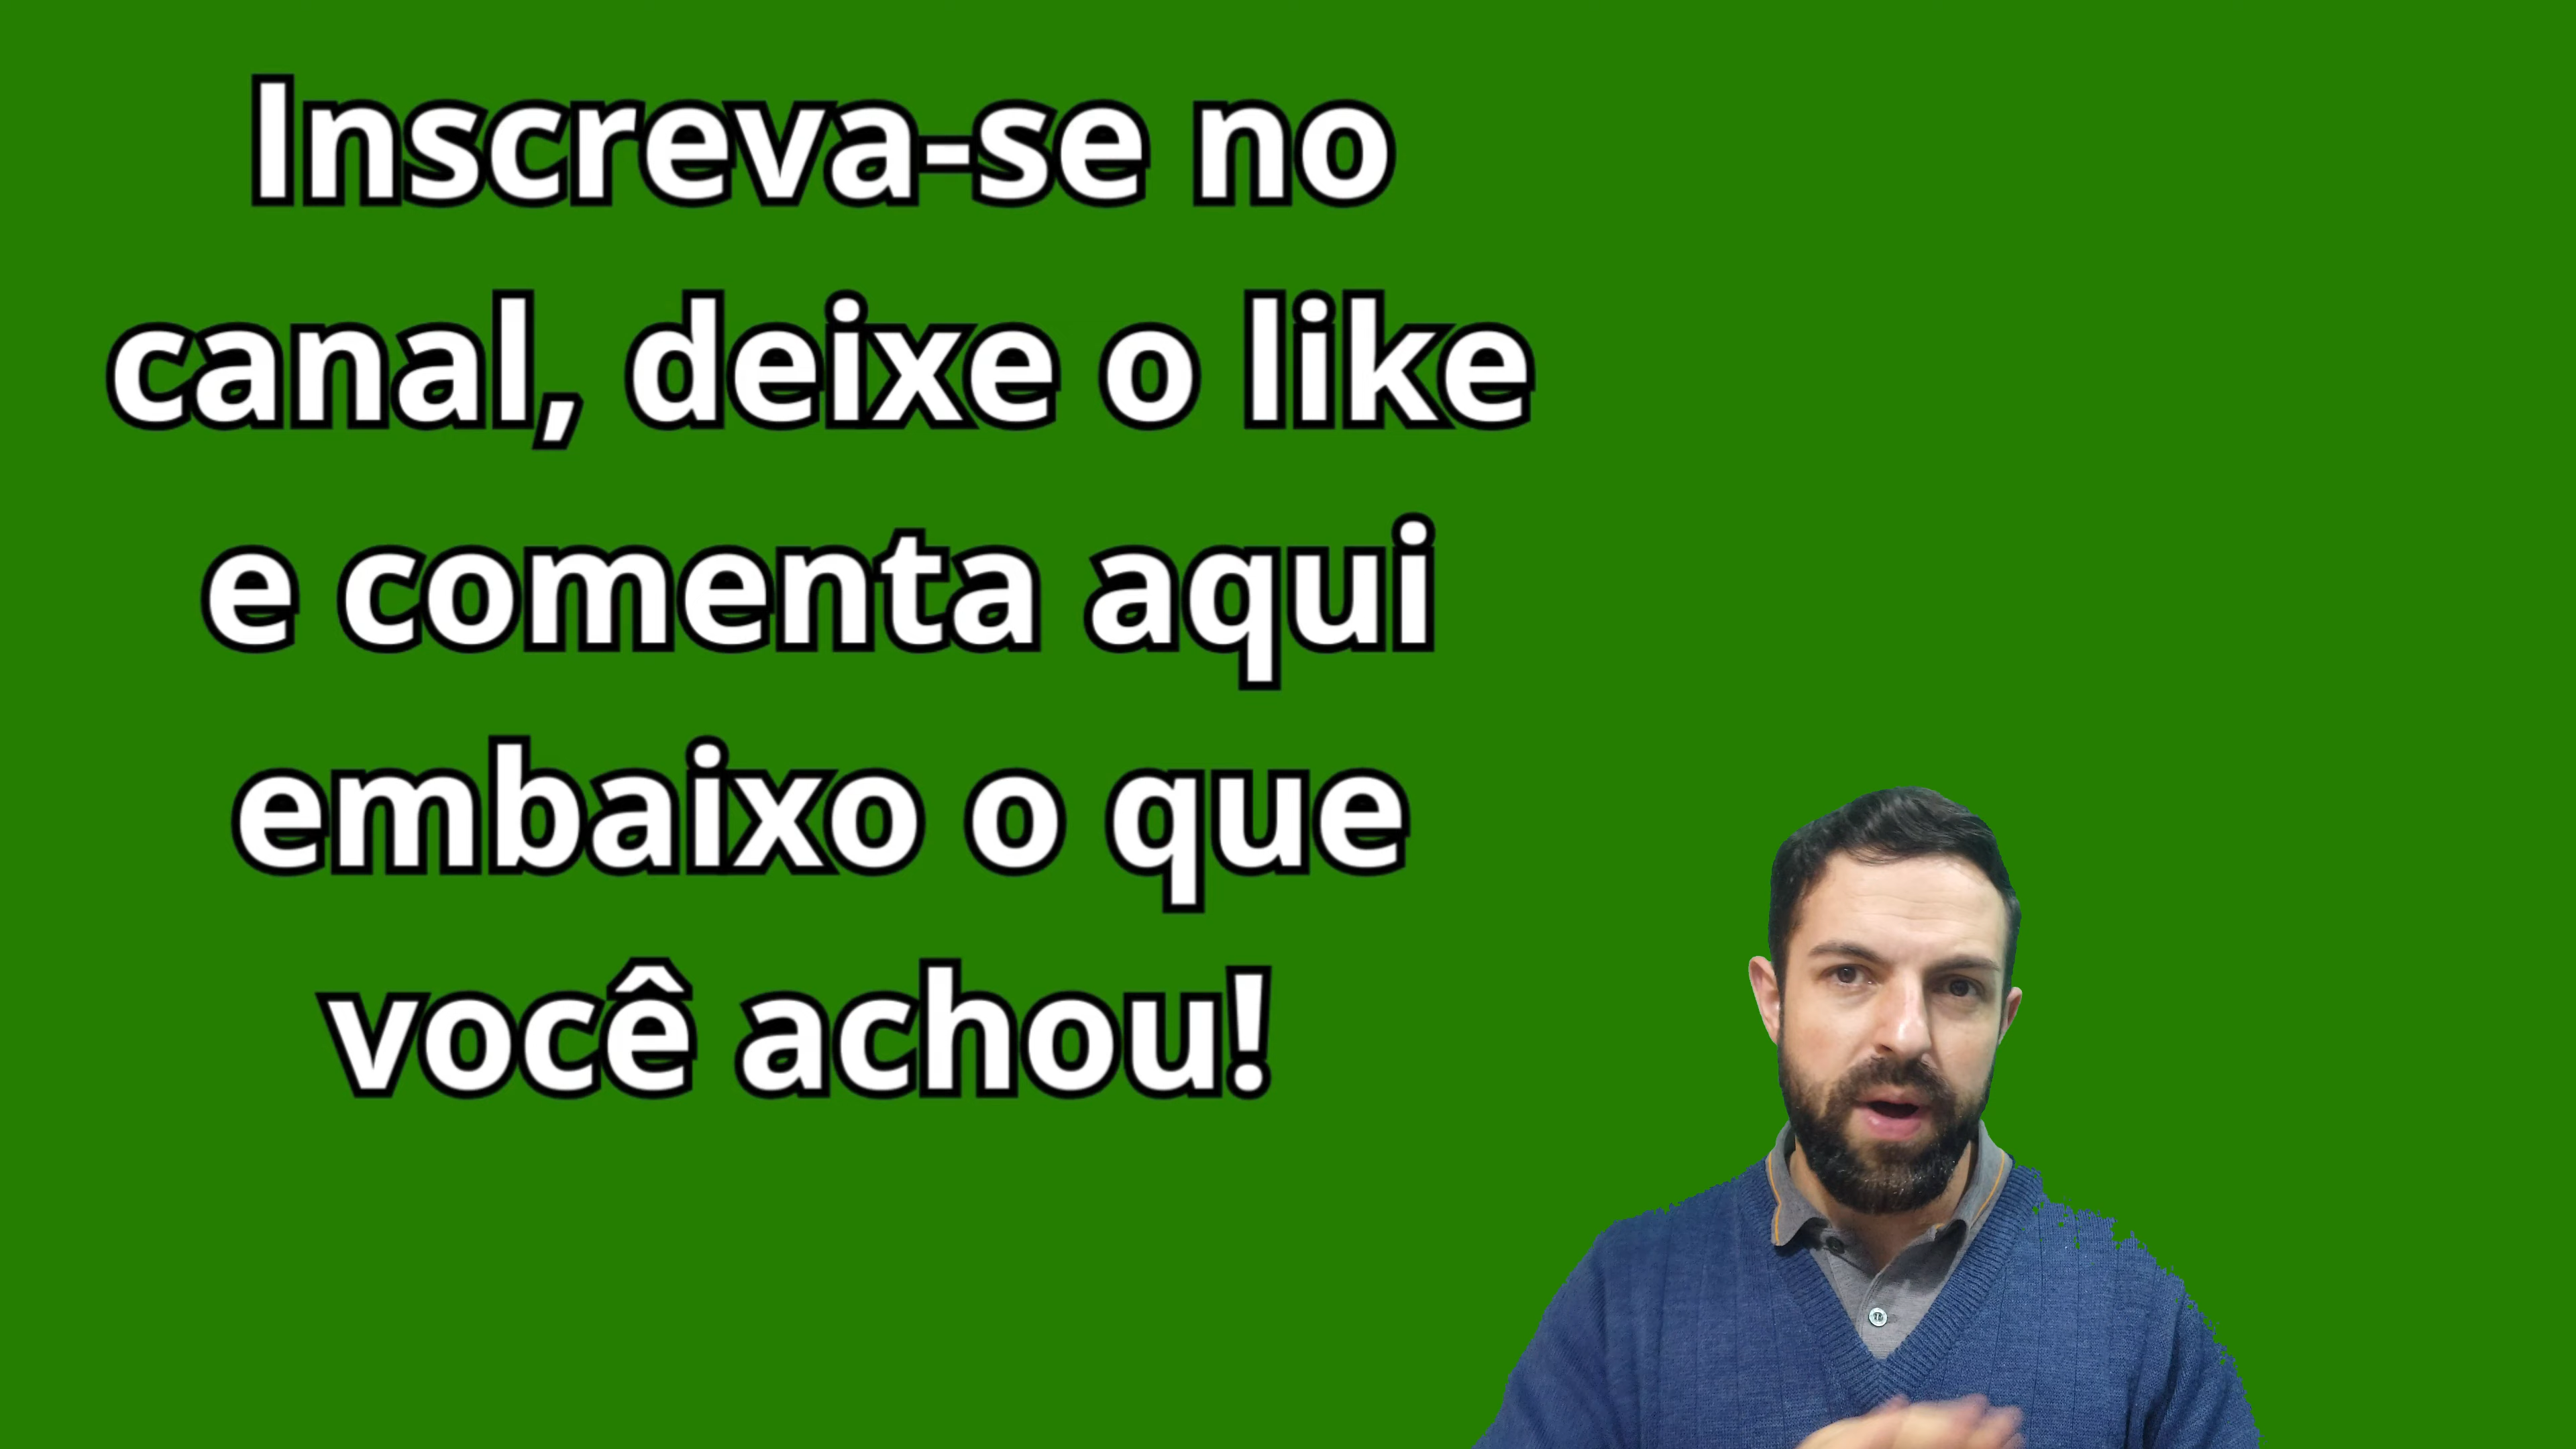 Inscreva-se no
canal, deixe o like
e comenta aqui
embaixo o que
você achou!